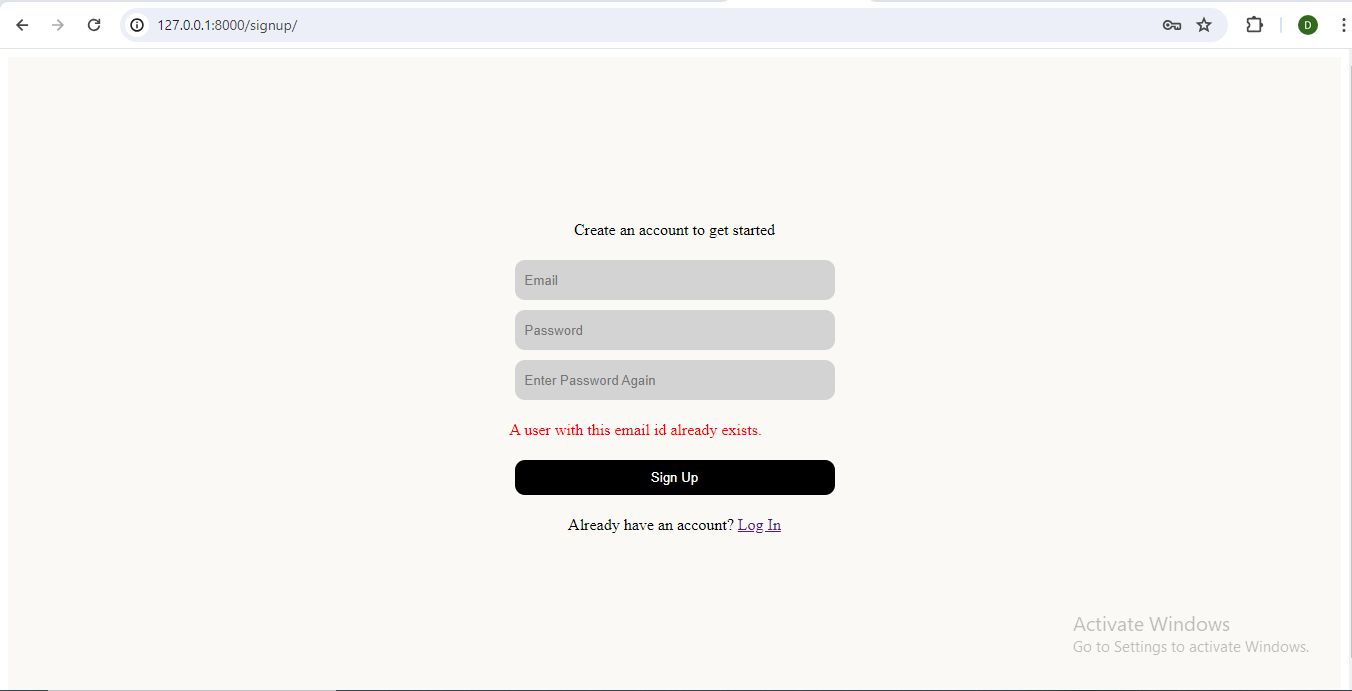 127.0.0.1:8000/signup/
D
Create an account to get started
Email
Password
Enter Password Again
A user with this email id already exists.
Sign Up
Already have an account? Log In
Activate Windows
Go to Settings to activate Windows.